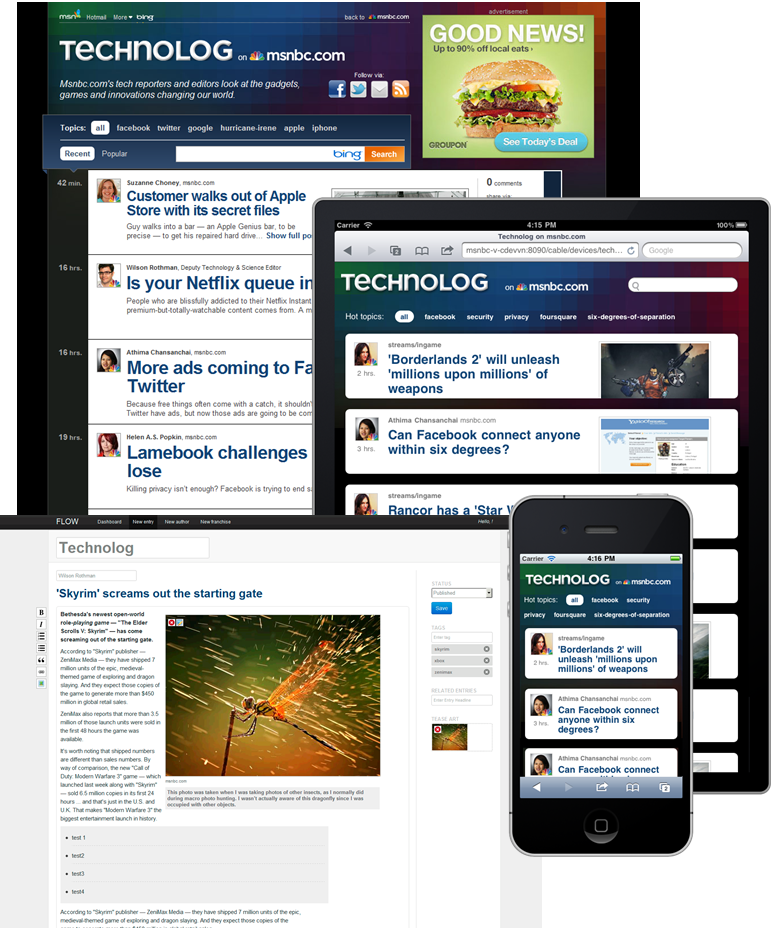 msn Hotmail More bing
back to msnbc.com
TECHNOLOG on msnbc.com
Msnbc.com's tech reporters and editors look at the gadgets,
games and innovations changing our world.
Follow via:
advertisement
GOOD NEWS!
Up to 90% off local eats ›
GROUPON
See Today's Deal
Topics: all facebook twitter google hurricane-irene apple iphone
Recent Popular
bing Search
42 min.
Suzanne Choney, msnbc.com
0 comments
share via:
Customer walks out of Apple
Store with its secret files
Guy walks into a bar — an Apple Genius bar, to be
precise — to get his repaired hard drive... Show full po
16 hrs.
Wilson Rothman, Deputy Technology & Science Editor
Is your Netflix queue in
People who are blissfully addicted to their Netflix Instant
premium-but-totally-watchable content comes from. A m
16 hrs.
Athima Chansanchai, msnbc.com
More ads coming to Fa
Twitter
Because free things often come with a catch, it shouldn'
Twitter have ads, but now those ads are going to be com
19 hrs.
Helen A.S. Popkin, msnbc.com
Lamebook challenges
lose
Killing privacy isn't enough? Facebook is trying to end s
Carrier 4:15 PM 100%
Technolog on msnbc.com
2
msnbc-v-cdevvn:8090/cable/devices/tech...
Google
TECHNOLOG on msnbc.com
Hot topics: all facebook security privacy foursquare six-degrees-of-separation
streams/ingame
2 hrs.
'Borderlands 2' will unleash
'millions upon millions' of
weapons
Athima Chansanchai msnbc.com
3 hrs.
Can Facebook connect anyone
within six degrees?
streams/ingame
Rancor has a 'Star W
Carrier 4:16 PM
TECHNOLOG on msnbc.com
Hot topics: all facebook security
privacy foursquare six-degrees-of-separation
streams/ingame
2 hrs.
'Borderlands 2' will
unleash 'millions upon
millions' of weapons
Athima Chansanchai msnbc.com
3 hrs.
Can Facebook connect
anyone within six
degrees?
Athima Chansanchai msnbc.com
Can Facebook connect
2
FLOW Dashboard New entry New author New franchise
Hello, !
Technolog
Wilson Rothman
'Skyrim' screams out the starting gate
B
I
Bethesda's newest open-world
role-playing game — "The Elder
Scrolls V: Skyrim" — has come
screaming out of the starting gate.
According to "Skyrim" publisher —
ZeniMax Media — they have shipped 7
million units of the epic, medieval-
themed game of exploring and dragon
slaying. And they expect those copies
of the game to generate more than $450
million in global retail sales.
ZeniMax also reports that more than 3.5
million of those launch units were sold in
the first 48 hours the game was
available.
It's worth noting that shipped numbers
are different than sales numbers. By
way of comparison, the new "Call of
Duty: Modern Warfare 3" game — which
launched last week along with "Skyrim"
— sold 6.5 million copies in its first 24
hours ... and that's just in the U.S. and
U.K. That makes "Modern Warfare 3" the
biggest entertainment launch in history.
msnbc.com
This photo was taken when I was taking photos of other insects, as I normally did
during macro photo hunting. I wasn't actually aware of this dragonfly since I was
occupied with other objects.
test 1
test2
test3
test4
According to "Skyrim" publisher — ZeniMax Media — they have shipped 7 million units of the epic,
medieval-themed game of exploring and dragon slaying. And they expect those copies of the
STATUS
Published
Save
TAGS
Enter tag
skyrim
xbox
zenimax
RELATED ENTRIES
Enter Entry headline
TEASE ART